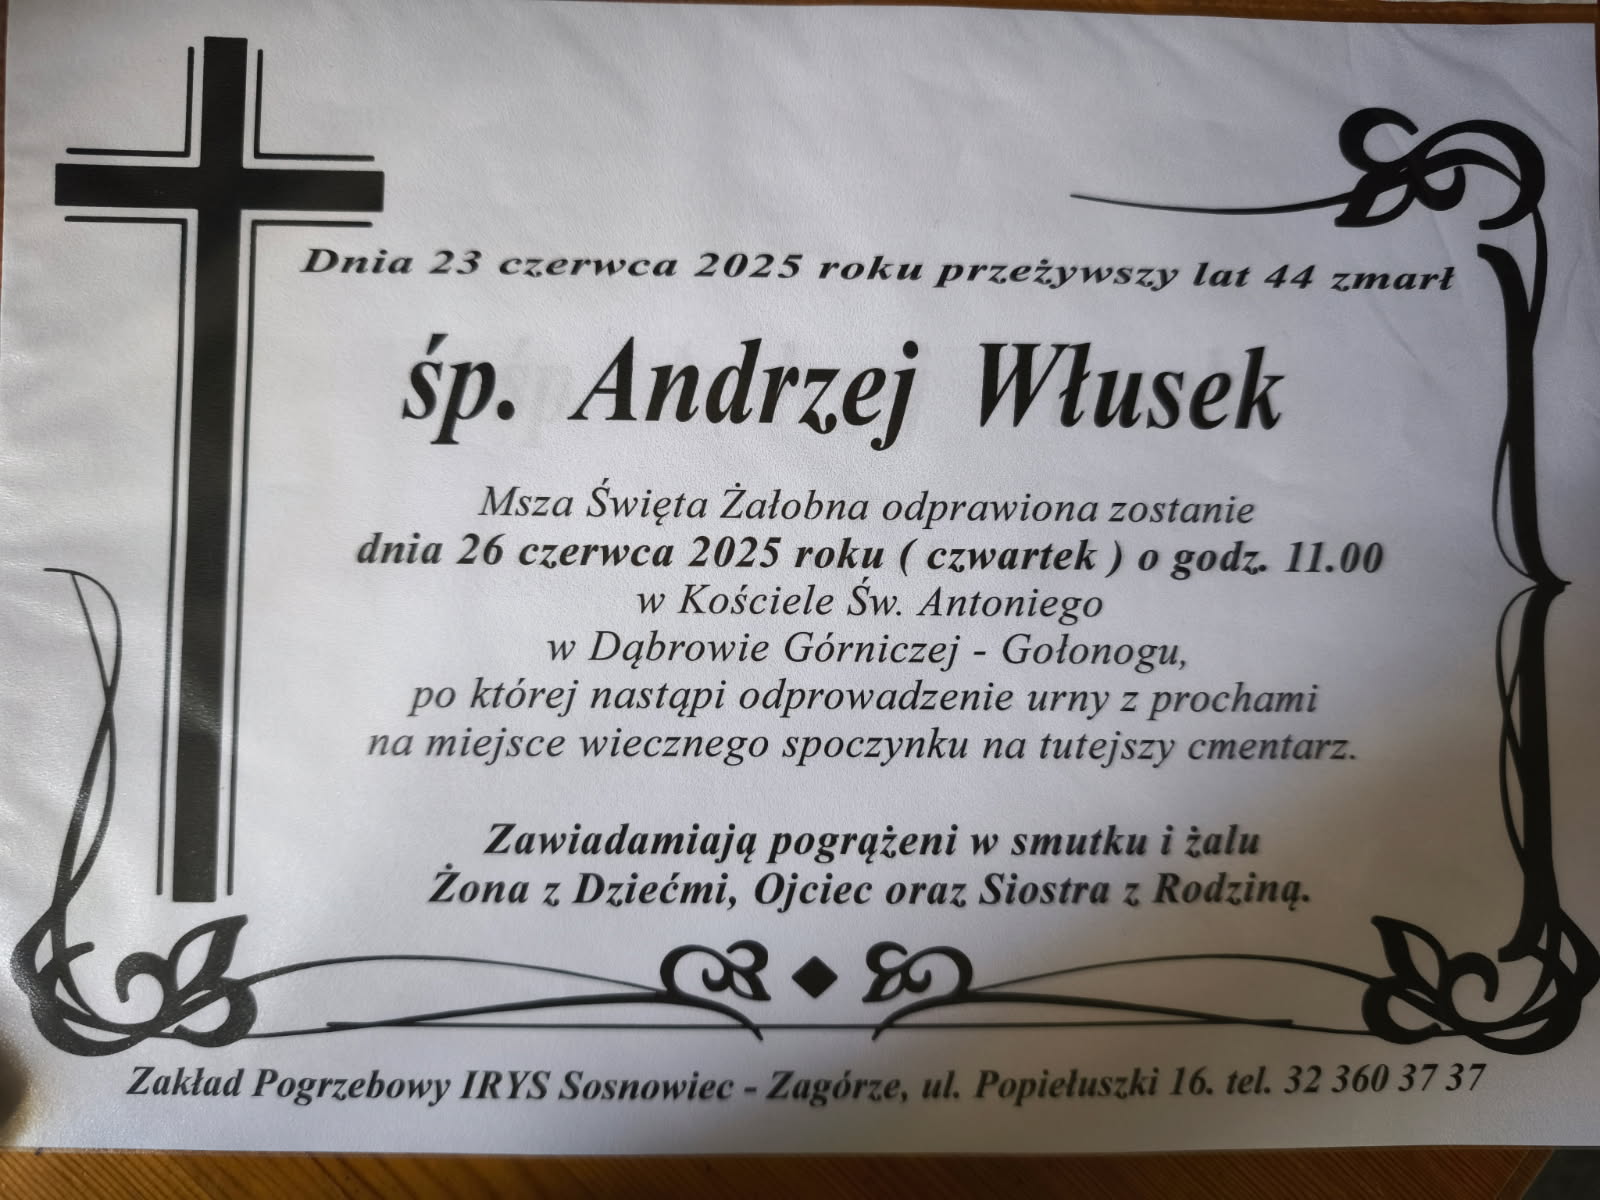 Dnia 23 czerwca 2025 roku przeżywszy lat 44 zmarł
śp. Andrzej Włusek
Msza Święta Żałobna odprawiona zostanie
dnia 26 czerwca 2025 roku ( czwartek ) o godz. 11.00
w Kościele Św. Antoniego
w Dąbrowie Górniczej - Gołonogu,
po której nastąpi odprowadzenie urny z prochami
na miejsce wiecznego spoczynku na tutejszy cmentarz.
Zawiadamiają pogrążeni w smutku i żalu
Żona z Dziećmi, Ojciec oraz Siostra z Rodziną.
Zakład Pogrzebowy IRYS Sosnowiec - Zagórze, ul. Popiełuszki 16. tel. 32 360 37 37